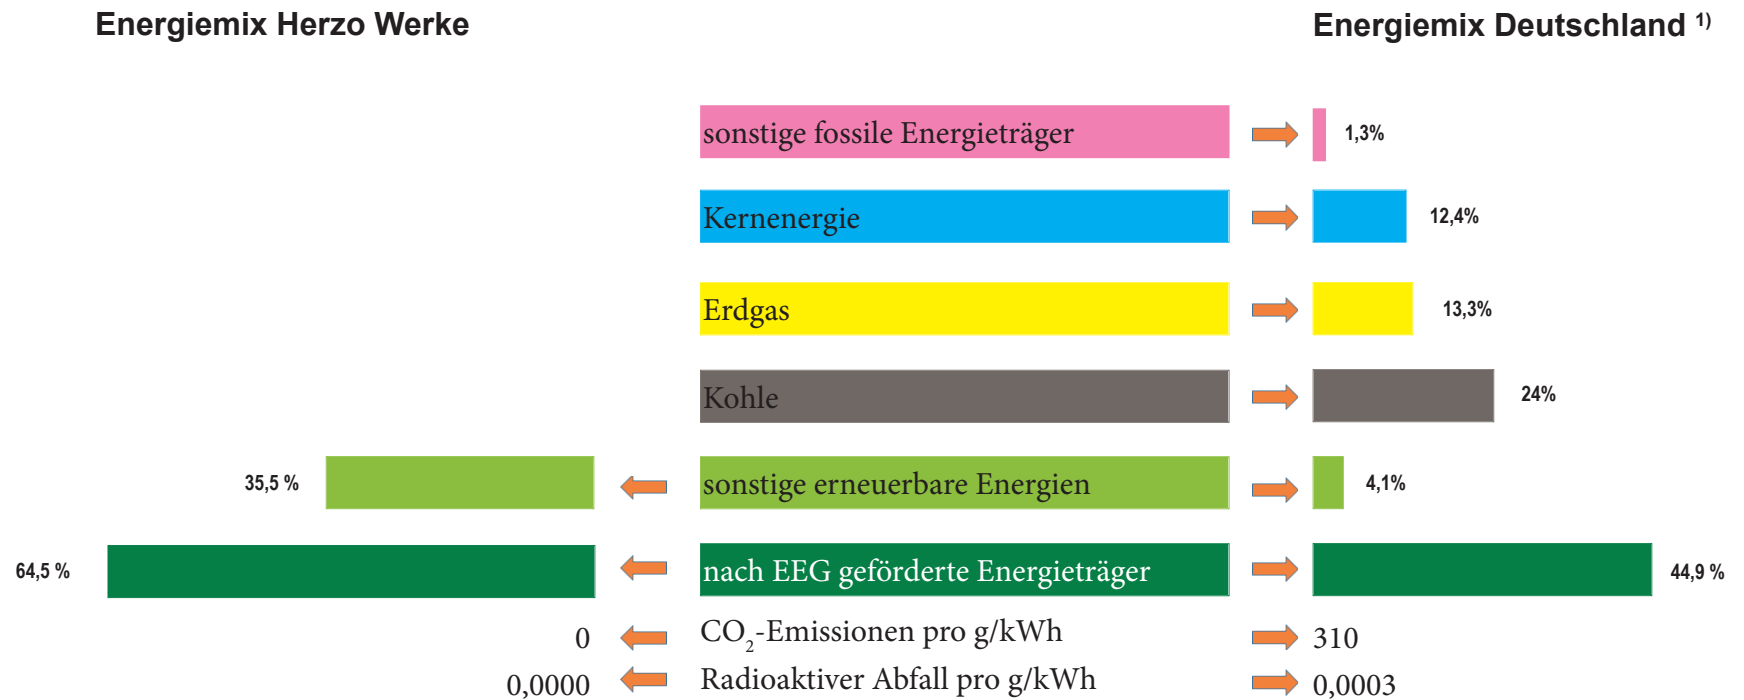 Energiemix Herzo Werke
Energiemix Deutschland ¹⁾
sonstige fossile Energieträger 1,3%
Kernenergie 12,4%
Erdgas 13,3%
Kohle 24%
35,5 % sonstige erneuerbare Energien 4,1%
64,5 % nach EEG geförderte Energieträger 44,9 %
0 CO₂-Emissionen pro g/kWh 310
0,0000 Radioaktiver Abfall pro g/kWh 0,0003